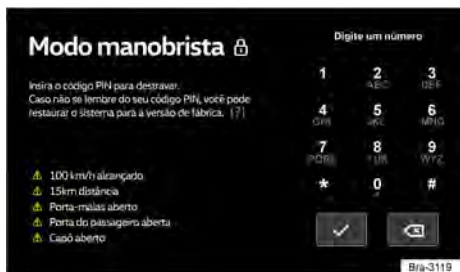 Modo manobrista
Insira o código PIN para destravar.
Caso não se lembre do seu código PIN, você pode
restaurar o sistema para a versão de fábrica. [?]
100 km/h alcançado
15km distância
Porta-malas aberto
Porta do passageiro aberta
Capô aberto
Digite um número
1 2 3
ABC DEF
4 5 6
GHI JKL MNO
7 8 9
PQRS TUV WYZ
* 0 #
Bra-3119